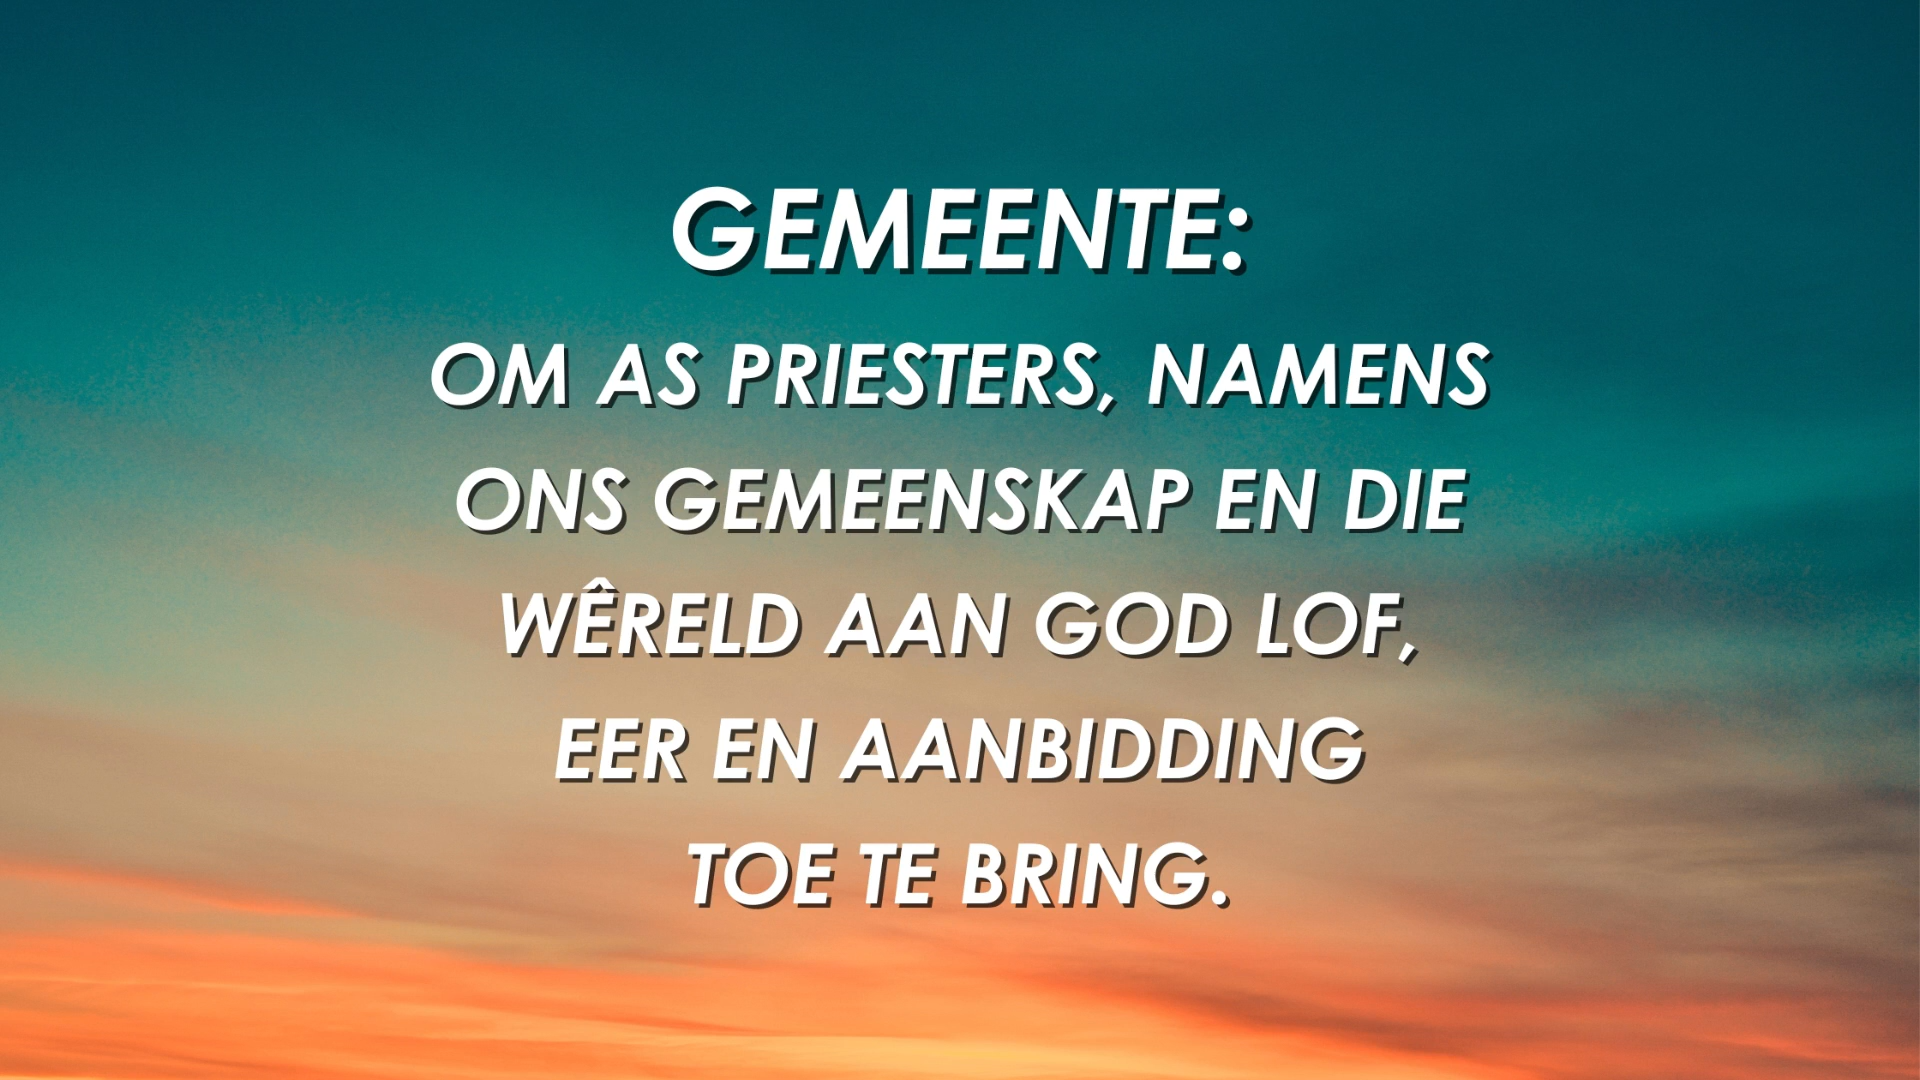 GEMEENTE:
OM AS PRIESTERS, NAMENS
ONS GEMEENSKAP EN DIE
WÊRELD AAN GOD LOF,
EER EN AANBIDDING
TOE TE BRING.